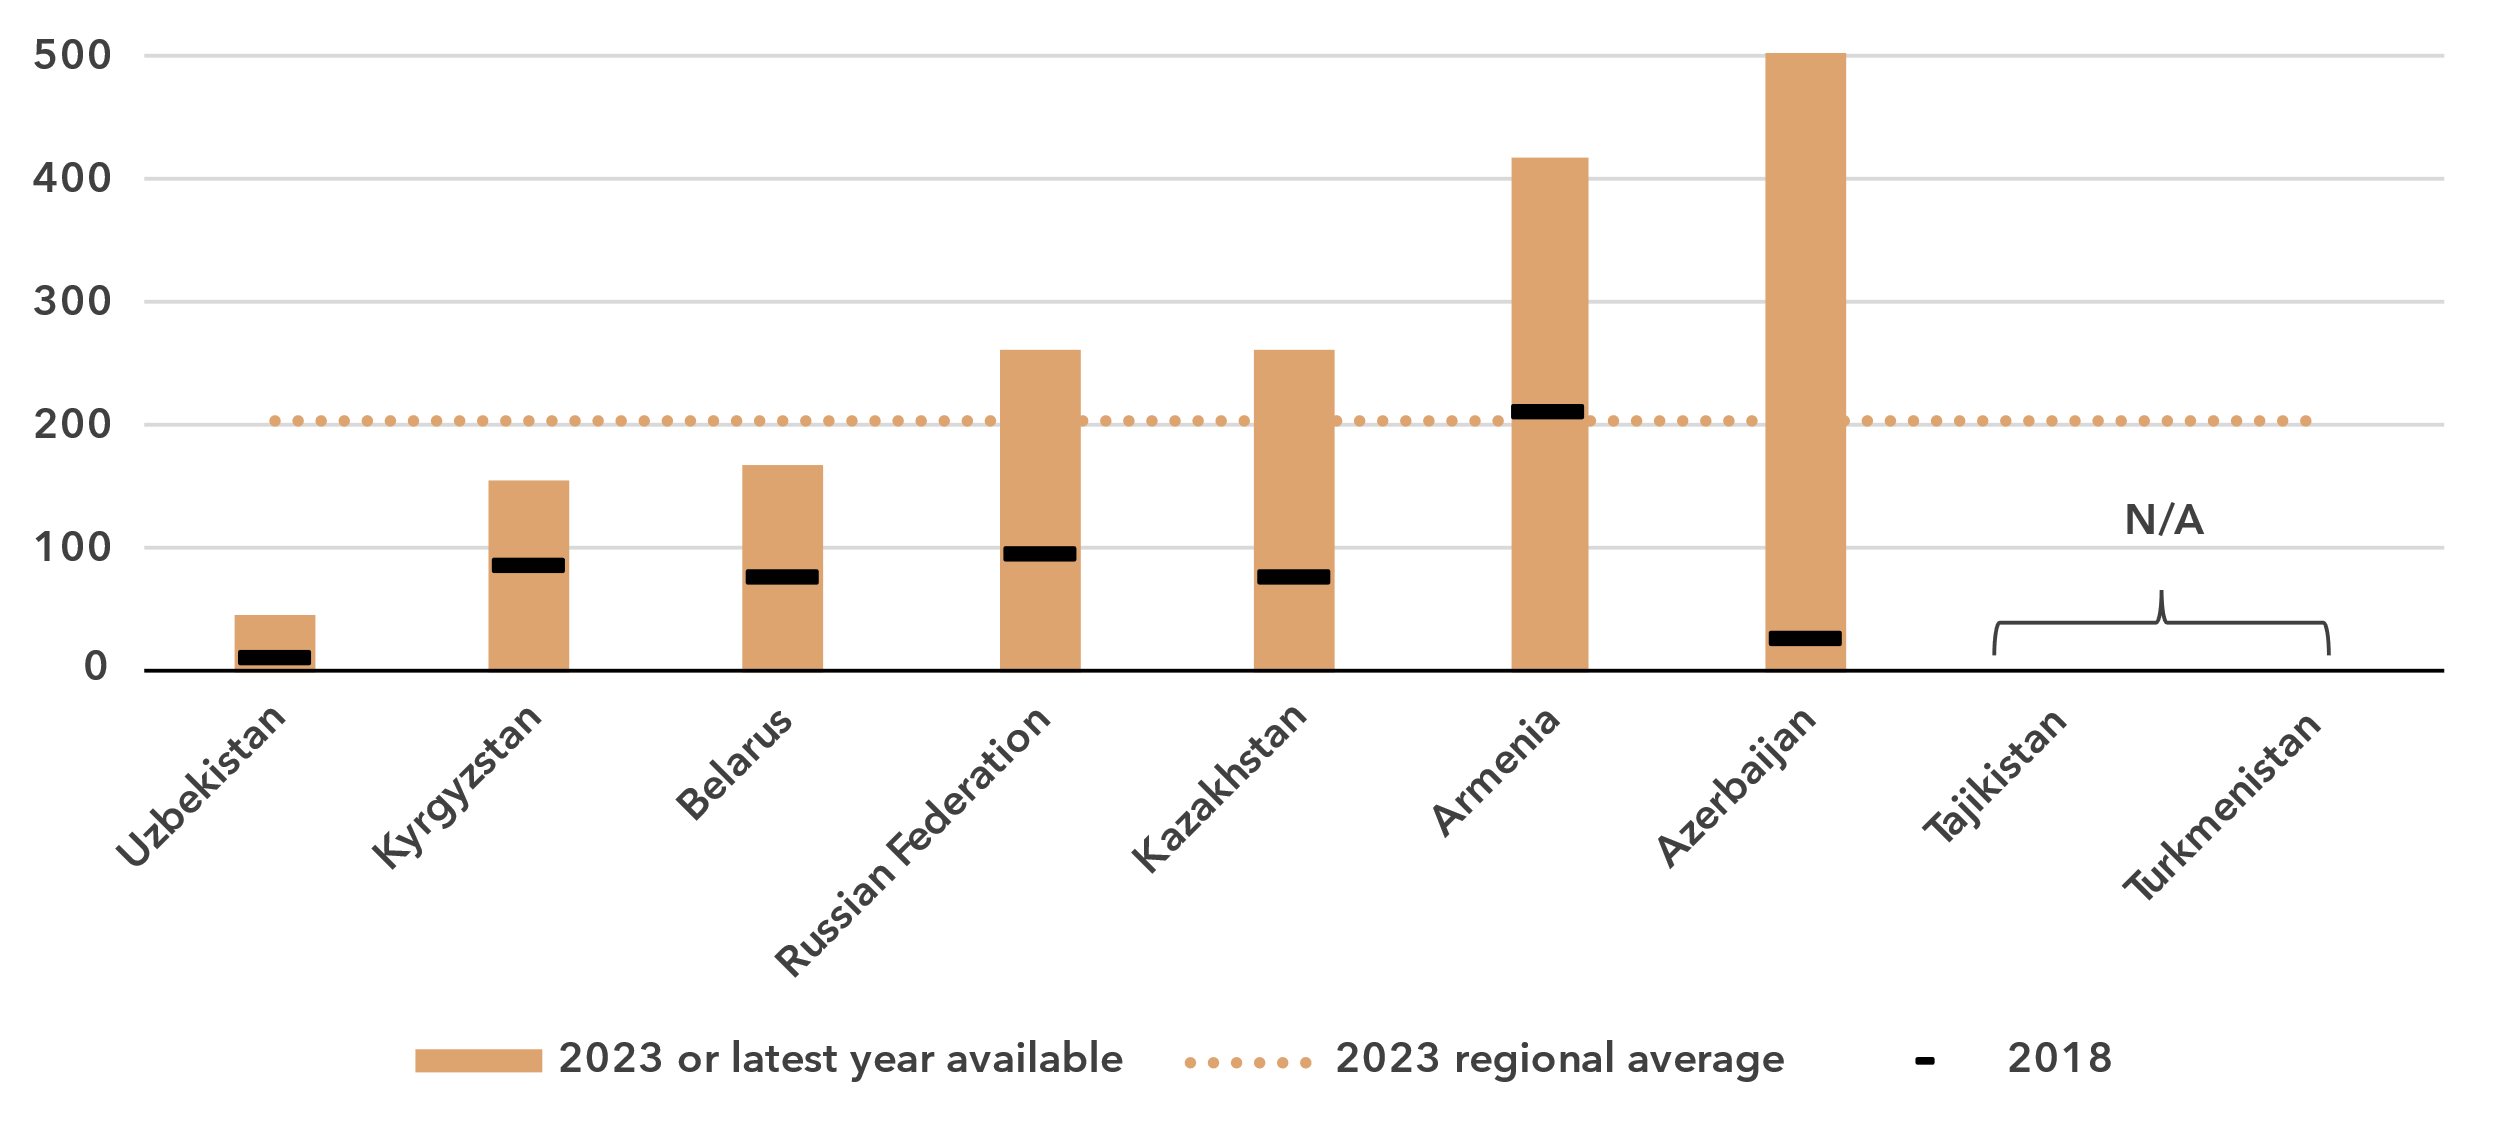 500
400
300
200
100
0
N/A
Uzbekistan
Kyrgyzstan
Belarus
Russian Federation
Kazakhstan
Armenia
Azerbaijan
Tajikistan
Turkmenistan
2023 or latest year available
2023 regional average
2018